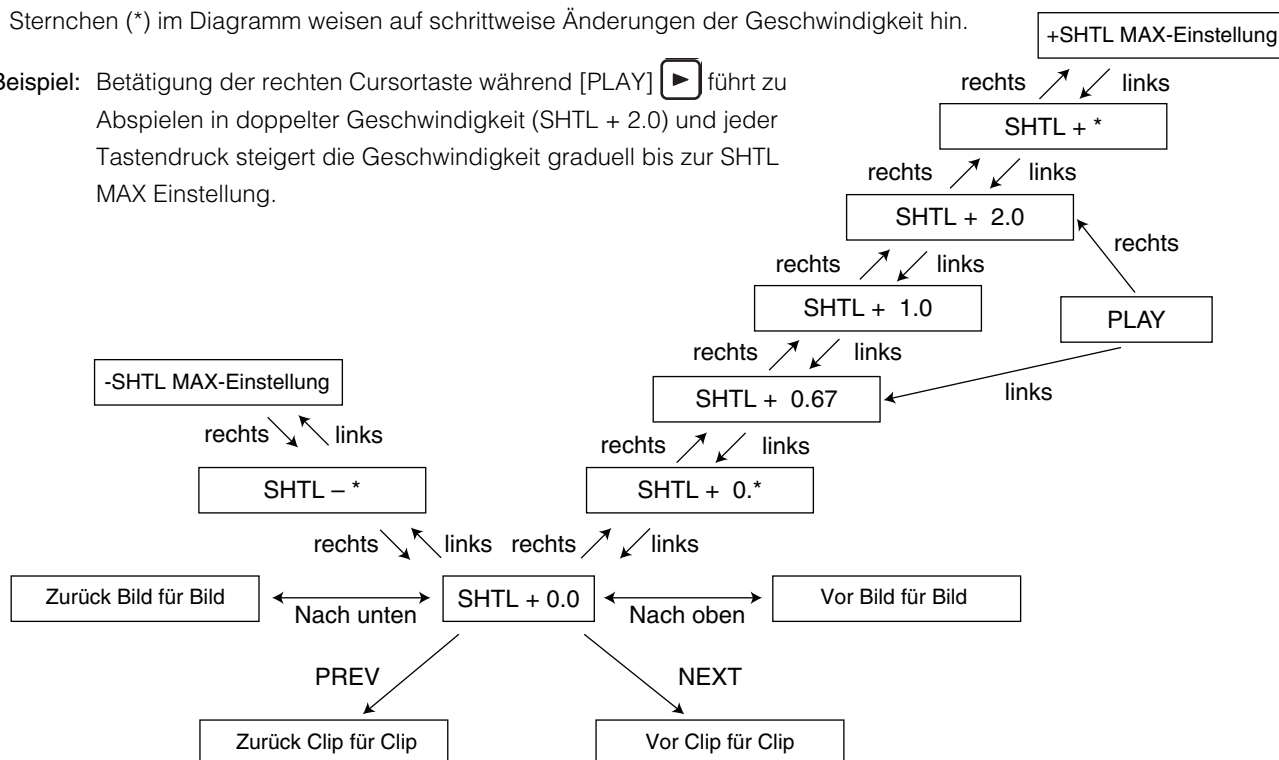 Sternchen (*) im Diagramm weisen auf schrittweise Änderungen der Geschwindigkeit hin.
Beispiel: Betätigung der rechten Cursortaste während [PLAY] ► führt zu
Abspielen in doppelter Geschwindigkeit (SHTL + 2.0) und jeder
Tastendruck steigert die Geschwindigkeit graduell bis zur SHTL
MAX Einstellung.
+SHTL MAX-Einstellung
rechts links
SHTL + *
rechts links
SHTL + 2.0
rechts
rechts links
SHTL + 1.0
PLAY
rechts links
-SHTL MAX-Einstellung
SHTL + 0.67
links
rechts links
rechts links
SHTL – *
SHTL + 0.*
rechts links rechts links
Zurück Bild für Bild
Nach unten
SHTL + 0.0
Nach oben
Vor Bild für Bild
PREV NEXT
Zurück Clip für Clip
Vor Clip für Clip